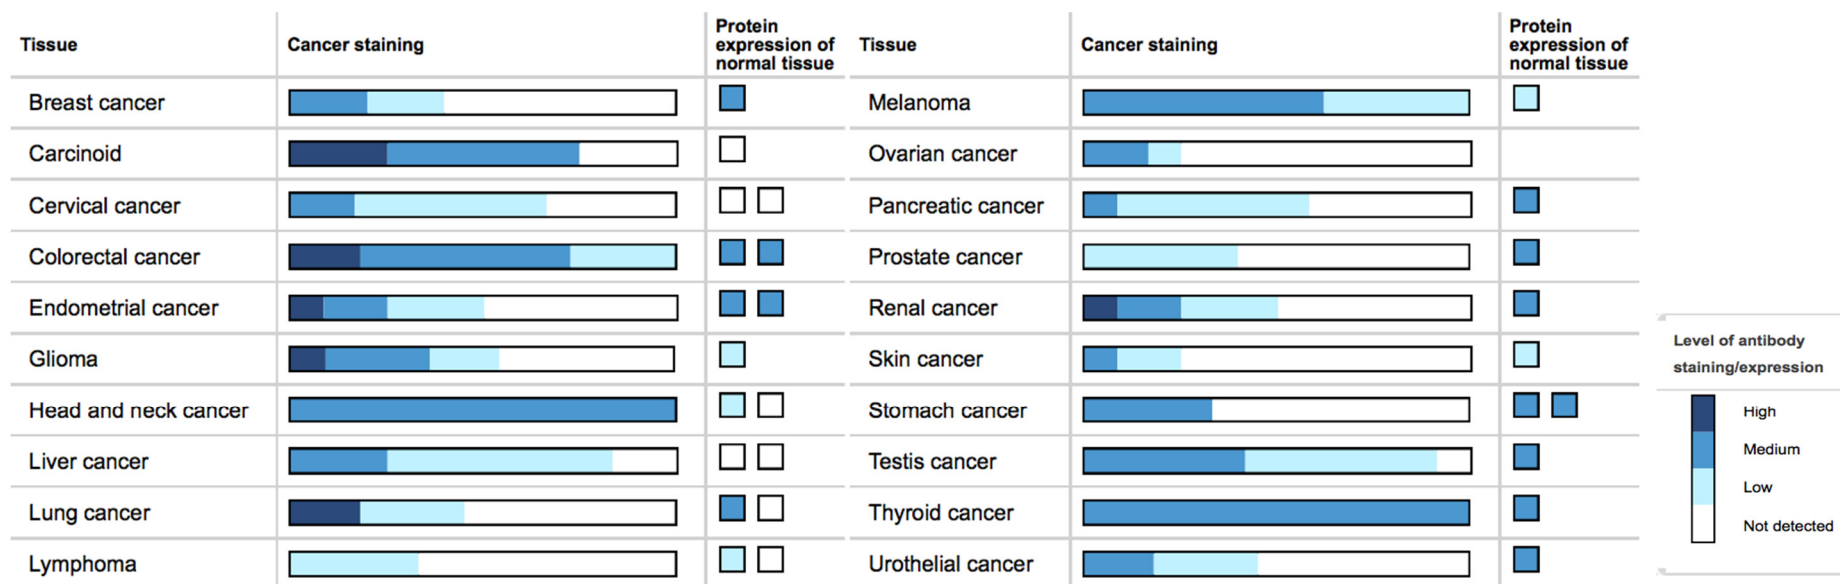 Tissue
Cancer staining
Protein
expression of
normal tissue
Breast cancer
Carcinoid
Cervical cancer
Colorectal cancer
Endometrial cancer
Glioma
Head and neck cancer
Liver cancer
Lung cancer
Lymphoma
Tissue
Cancer staining
Protein
expression of
normal tissue
Melanoma
Ovarian cancer
Pancreatic cancer
Prostate cancer
Renal cancer
Skin cancer
Stomach cancer
Testis cancer
Thyroid cancer
Urothelial cancer
Level of antibody
staining/expression
High
Medium
Low
Not detected